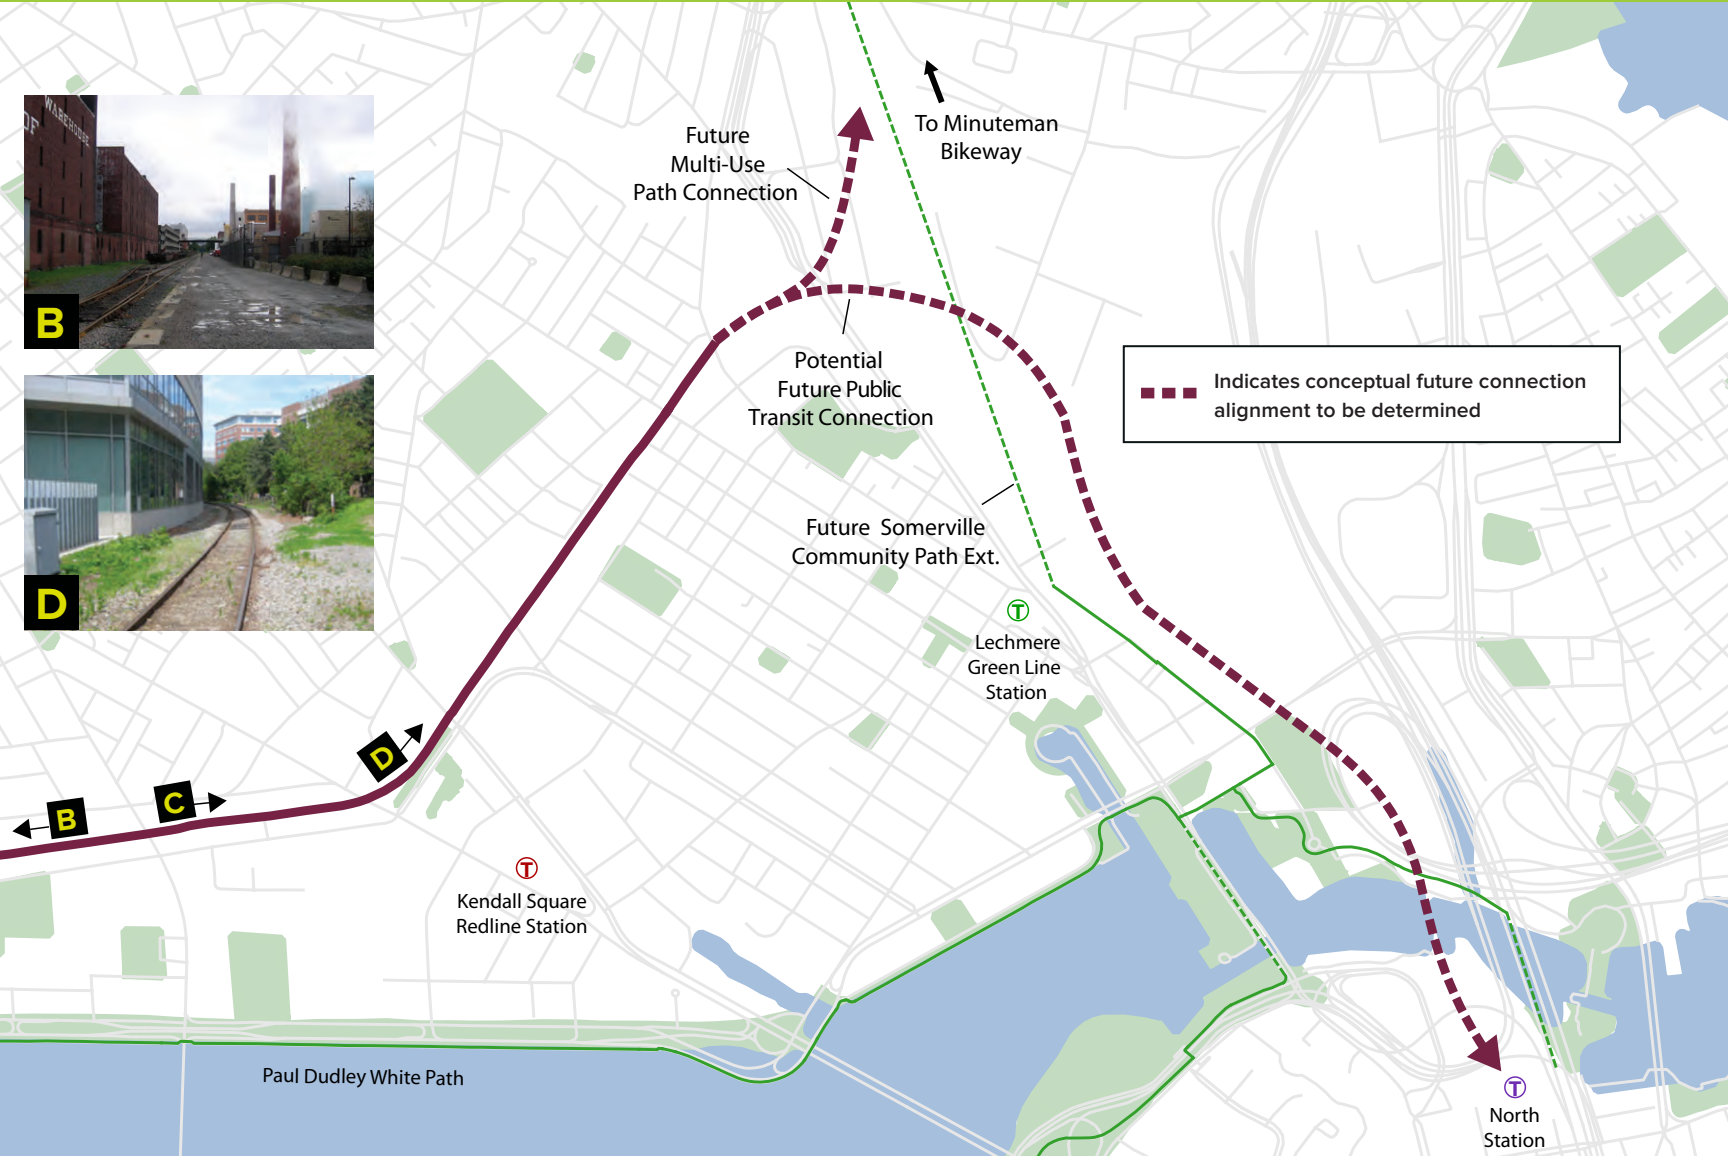 WAREHOUSE
OF
B
D
Future
Multi-Use
Path Connection
To Minuteman
Bikeway
Potential
Future Public
Transit Connection
Indicates conceptual future connection
alignment to be determined
Future Somerville
Community Path Ext.
T
Lechmere
Green Line
Station
D
C
B
T
Kendall Square
Redline Station
Paul Dudley White Path
T
North
Station